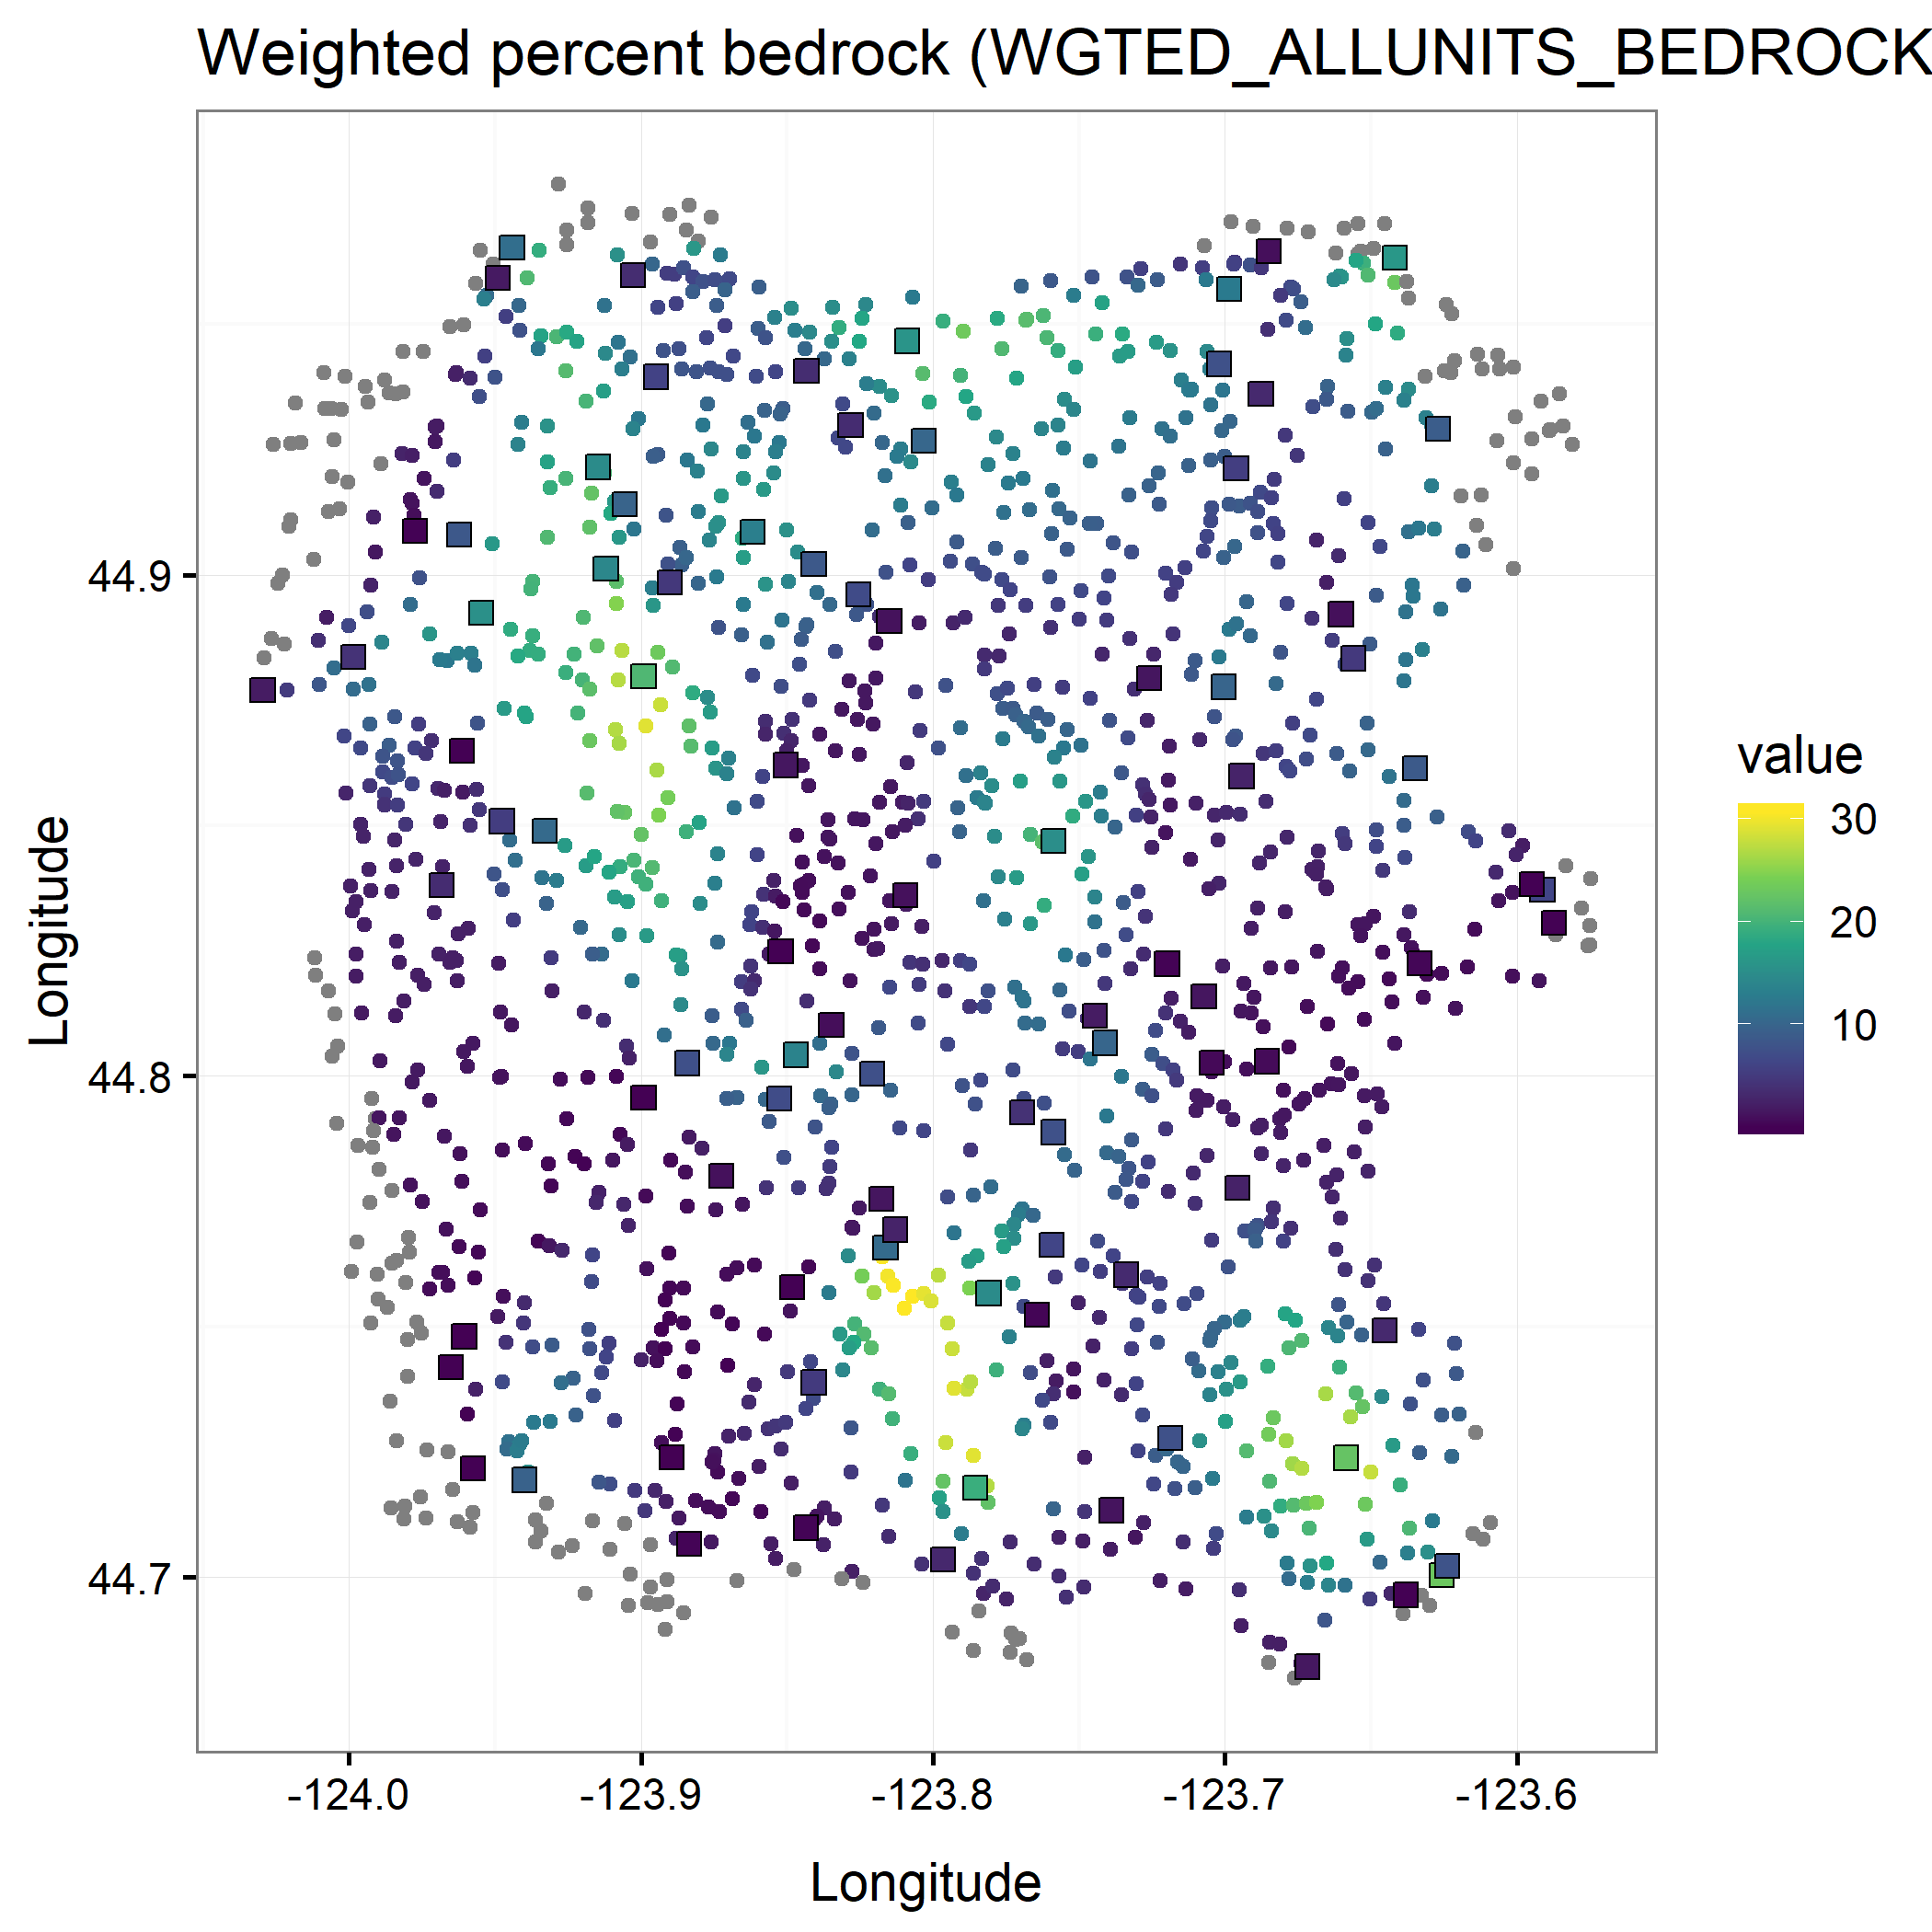 Weighted percent bedrock (WGTED_ALLUNITS_BEDROCK
44.9
44.8
44.7
Longitude
-124.0
-123.9
-123.8
-123.7
-123.6
Longitude
value
30
20
10